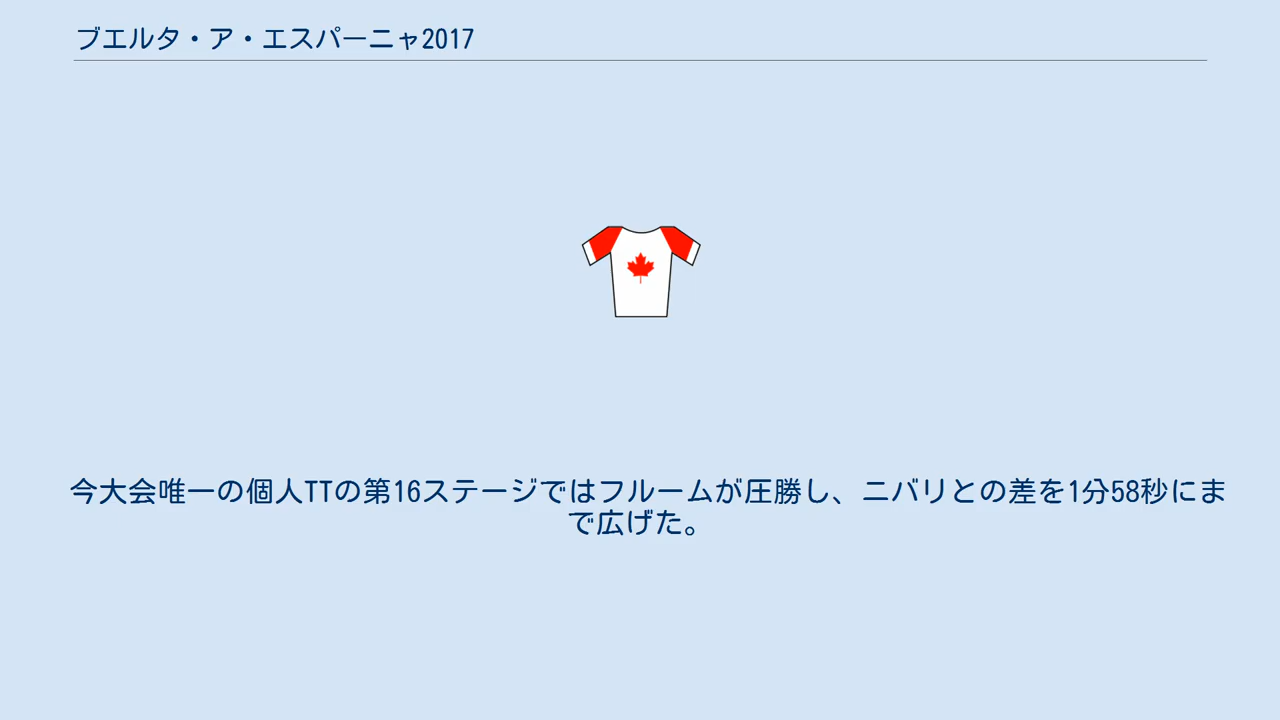 ブエルタ・ア・エスパーニャ2017
今大会唯一の個人TTの第16ステージではフルームが圧勝し、ニバリとの差を1分58秒にま
で広げた。